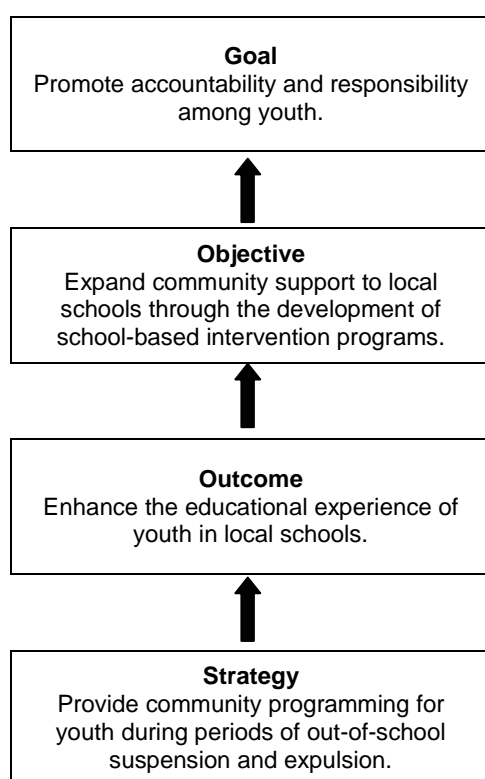 Goal
Promote accountability and responsibility
among youth.
Objective
Expand community support to local
schools through the development of
school-based intervention programs.
Outcome
Enhance the educational experience of
youth in local schools.
Strategy
Provide community programming for
youth during periods of out-of-school
suspension and expulsion.